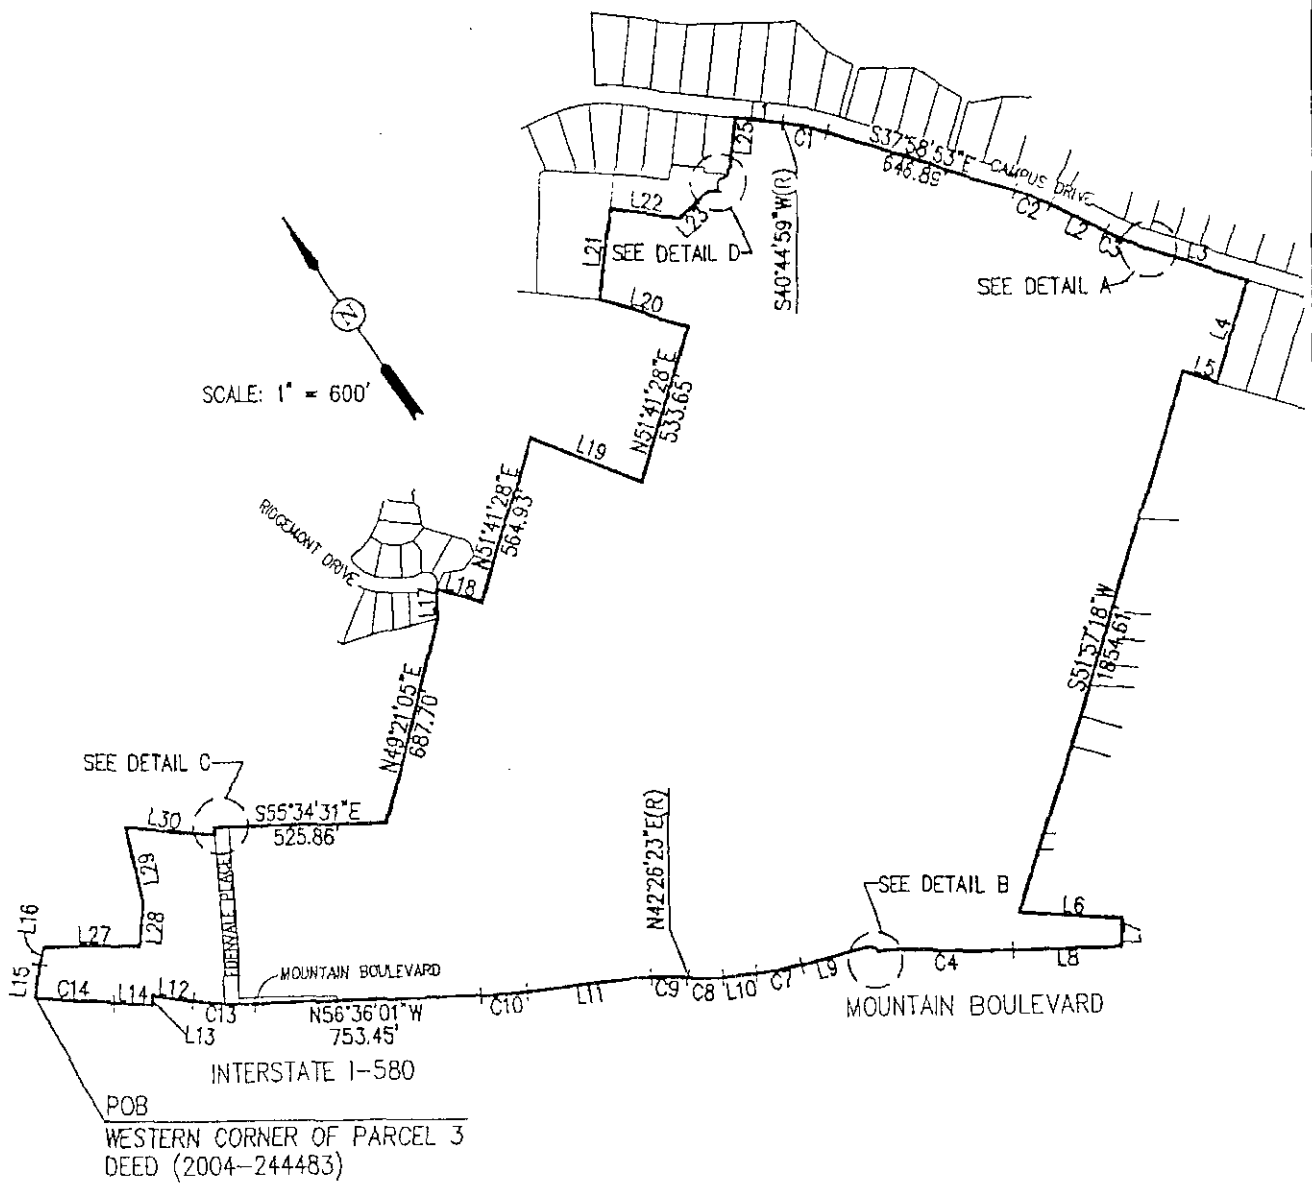 L1
L25
C1
S37°58'53"E
646.89'
CAMPUS DRIVE
C2
L2
C3
L3
L22
L23
S40°44'59"W(R)
L21
SEE DETAIL D
SEE DETAIL A
L20
L4
L5
N
SCALE: 1" = 600'
N51°41'28"E
533.65'
L19
N51°41'28"E
564.93'
RIDGEMONT DRIVE
L18
L17
S51°57'18"W
1854.61'
N49°21'05"E
687.70'
SEE DETAIL C
L30
S55°34'31"E
525.86'
L29
EDENVALE PLACE
N42°26'23"E(R)
SEE DETAIL B
L6
L16
L27
L28
L15
C14
L14
L12
C13
L13
MOUNTAIN BOULEVARD
N56°36'01"W
753.45'
C10
L11
C9
C8
L10
C7
L9
C4
L8
MOUNTAIN BOULEVARD
INTERSTATE I-580
POB
WESTERN CORNER OF PARCEL 3
DEED (2004-244483)